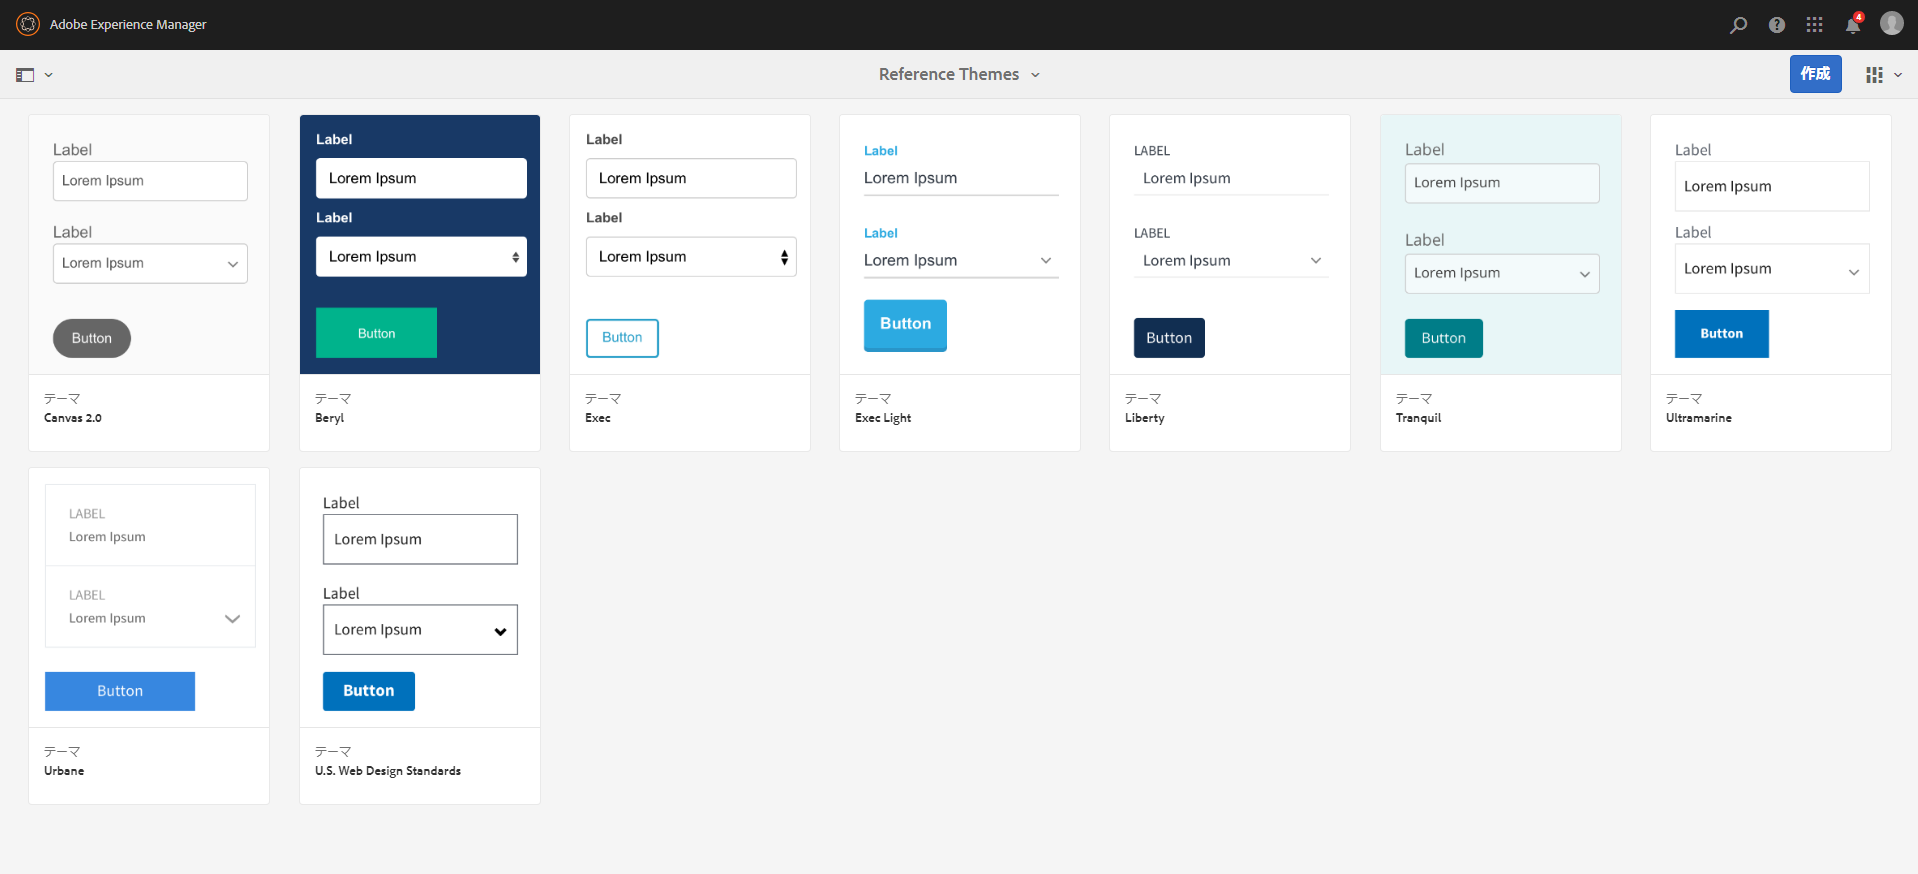 Adobe Experience Manager
4
Reference Themes
作成
Label
Lorem Ipsum
Label
Lorem Ipsum
Button
テーマ
Canvas 2.0
Label
Lorem Ipsum
Label
Lorem Ipsum
Button
テーマ
Beryl
Label
Lorem Ipsum
Label
Lorem Ipsum
Button
テーマ
Exec
Label
Lorem Ipsum
Label
Lorem Ipsum
Button
テーマ
Exec Light
LABEL
Lorem Ipsum
LABEL
Lorem Ipsum
Button
テーマ
Liberty
Label
Lorem Ipsum
Label
Lorem Ipsum
Button
テーマ
Tranquil
Label
Lorem Ipsum
Label
Lorem Ipsum
Button
テーマ
Ultramarine
LABEL
Lorem Ipsum
LABEL
Lorem Ipsum
Button
テーマ
Urbane
Label
Lorem Ipsum
Label
Lorem Ipsum
Button
テーマ
U.S. Web Design Standards